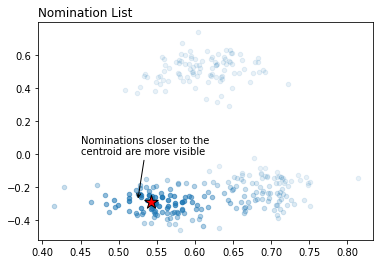 Nomination List
0.6
0.4
0.2
0.0
−0.2
−0.4
Nominations closer to the
centroid are more visible
0.40 0.45 0.50 0.55 0.60 0.65 0.70 0.75 0.80